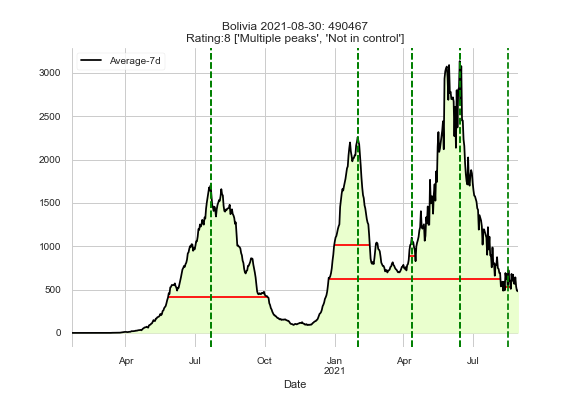 Bolivia 2021-08-30: 490467
Rating:8 ['Multiple peaks', 'Not in control']
Average-7d
3000
2500
2000
1500
1000
500
0
Apr Jul Oct Jan Apr Jul
2021
Date